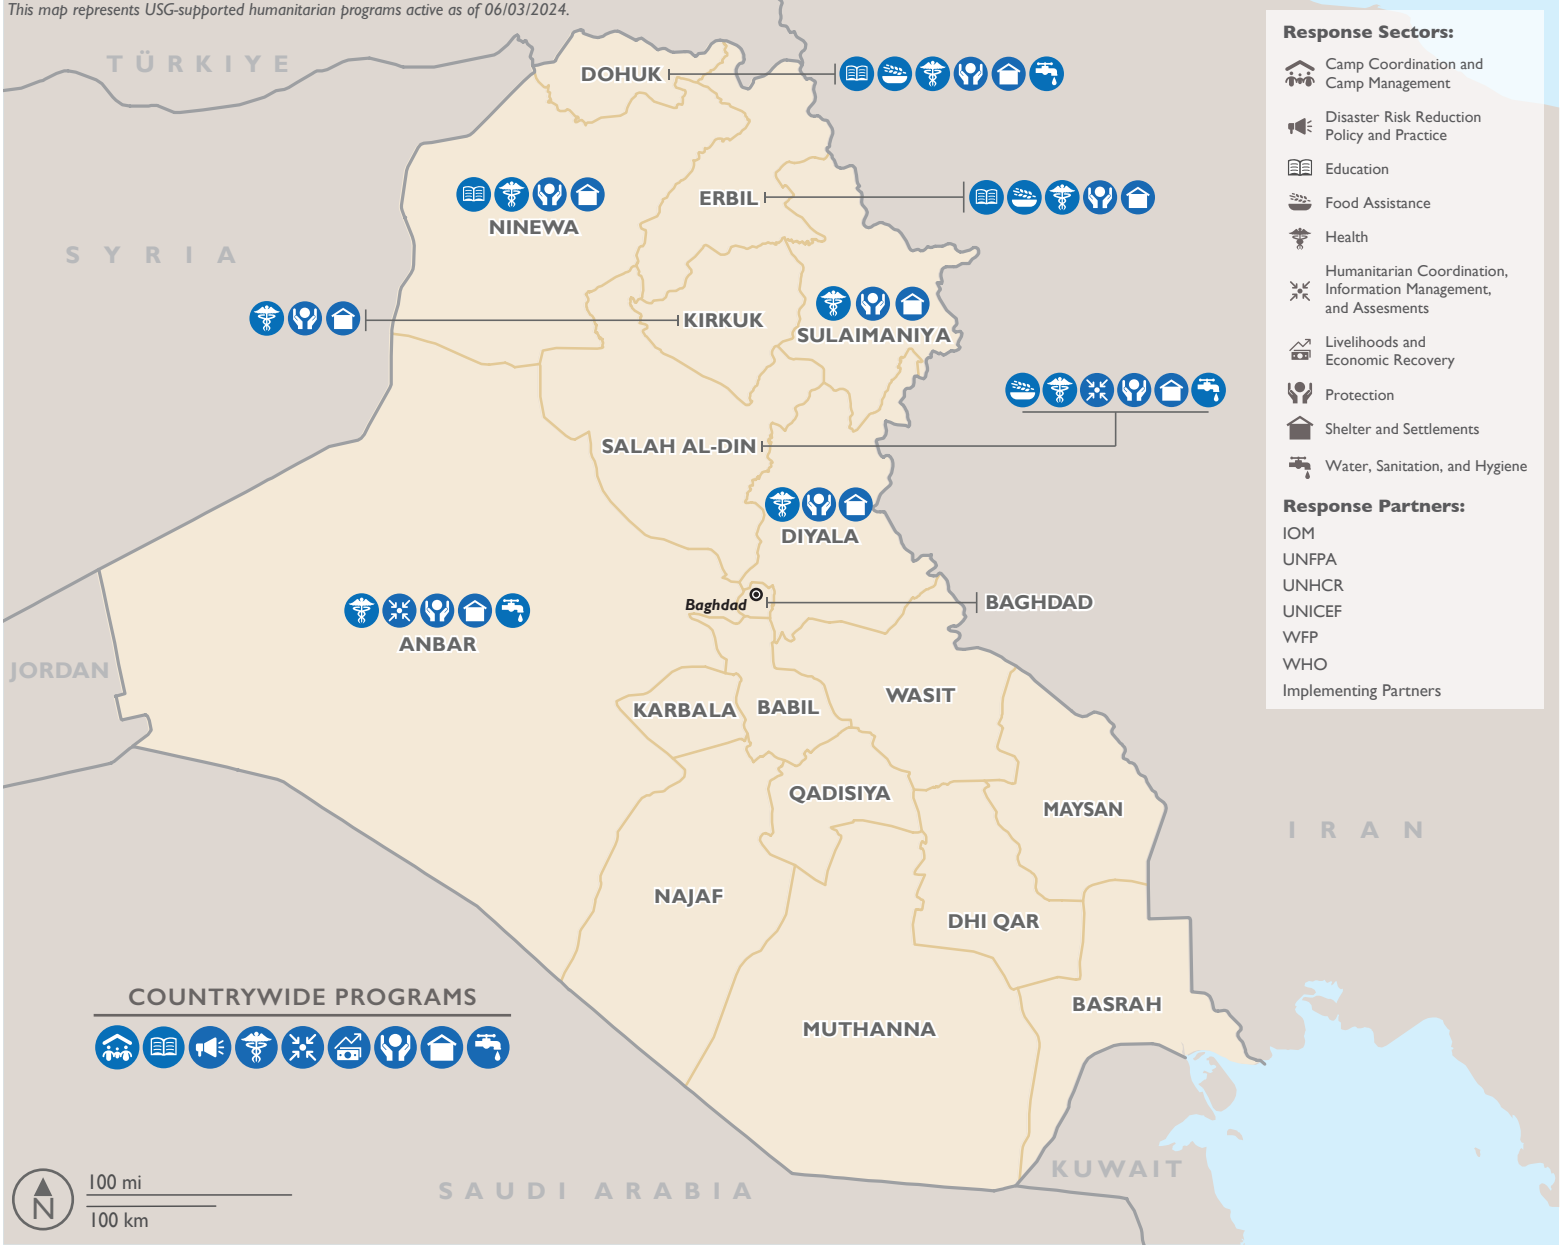 This map represents USG-supported humanitarian programs active as of 06/03/2024.
TÜRKIYE
DOHUK
NINEWA
ERBIL
SYRIA
KIRKUK
SULAIMANIYA
SALAH AL-DIN
DIYALA
Baghdad
BAGHDAD
ANBAR
JORDAN
KARBALA
BABIL
WASIT
QADISIYA
MAYSAN
IRAN
NAJAF
DHI QAR
BASRAH
MUTHANNA
KUWAIT
SAUDI ARABIA
COUNTRYWIDE PROGRAMS
N
100 mi
100 km
Response Sectors:
Camp Coordination and
Camp Management
Disaster Risk Reduction
Policy and Practice
Education
Food Assistance
Health
Humanitarian Coordination,
Information Management,
and Assesments
Livelihoods and
Economic Recovery
Protection
Shelter and Settlements
Water, Sanitation, and Hygiene
Response Partners:
IOM
UNFPA
UNHCR
UNICEF
WFP
WHO
Implementing Partners